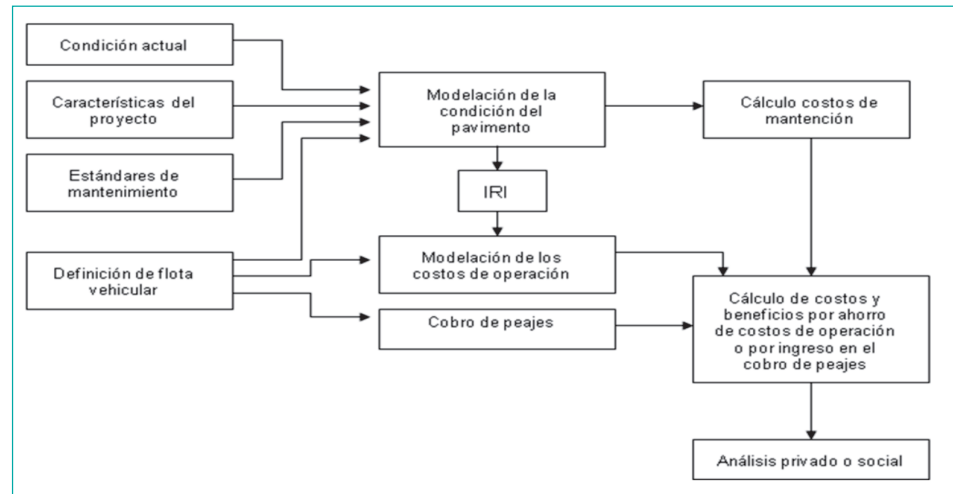 Condición actual
Características del
proyecto
Estándares de
mantenimiento
Definición de flota
vehicular
Modelación de la
condición del
pavimento
IRI
Modelación de los
costos de operación
Cobro de peajes
Cálculo costos de
mantención
Cálculo de costos y
beneficios por ahorro
de costos de operación
o por ingreso en el
cobro de peajes
Análisis privado o social